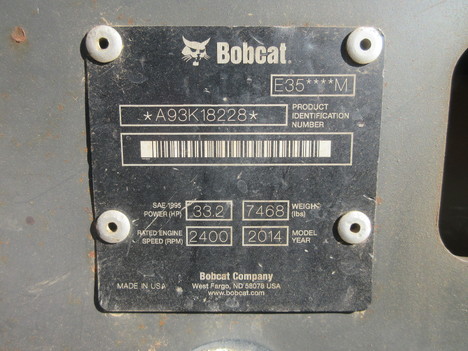 Bobcat
E35****M
*A93K18228* PRODUCT IDENTIFICATION NUMBER
SAE 1995 POWER (HP) 33.2 7468 WEIGHT (lbs)
RATED ENGINE SPEED (RPM) 2400 2014 MODEL YEAR
Bobcat Company
MADE IN USA West Fargo, ND 58078 USA
www.bobcat.com